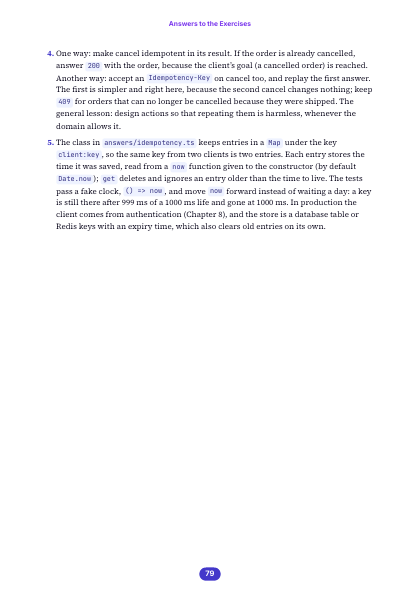 Answers to the Exercises
4. One way: make cancel idempotent in its result. If the order is already cancelled,
answer 200 with the order, because the client's goal (a cancelled order) is reached.
Another way: accept an Idempotency-Key on cancel too, and replay the first answer.
The first is simpler and right here, because the second cancel changes nothing; keep
409 for orders that can no longer be cancelled because they were shipped. The
general lesson: design actions so that repeating them is harmless, whenever the
domain allows it.
5. The class in answers/idempotency.ts keeps entries in a Map under the key
client:key, so the same key from two clients is two entries. Each entry stores the
time it was saved, read from a now function given to the constructor (by default
Date.now); get deletes and ignores an entry older than the time to live. The tests
pass a fake clock, () => now, and move now forward instead of waiting a day: a key
is still there after 999 ms of a 1000 ms life and gone at 1000 ms. In production the
client comes from authentication (Chapter 8), and the store is a database table or
Redis keys with an expiry time, which also clears old entries on its own.
79